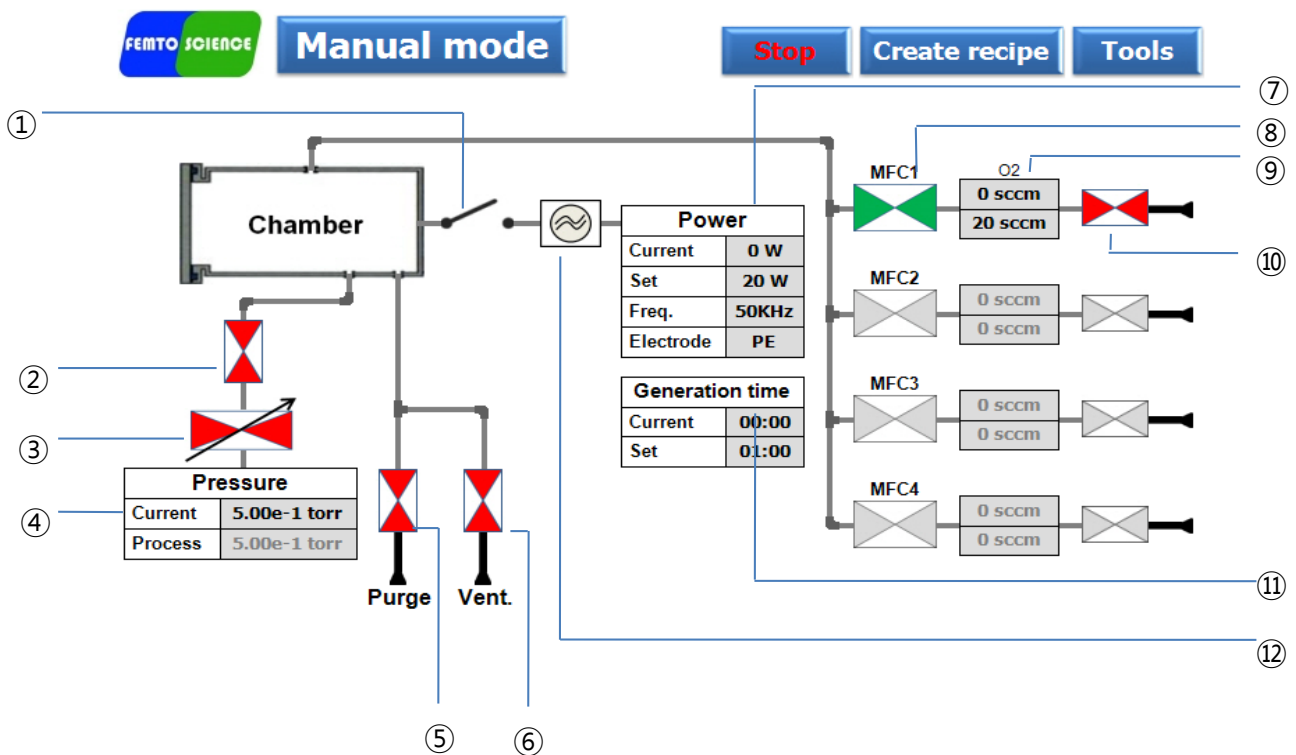 FEMTO SCIENCE
Manual mode
Stop
Create recipe
Tools
①
⑦
⑧
⑨
⑩
Chamber
MFC1
O2
0 sccm
20 sccm
Power
Current 0 W
Set 20 W
Freq. 50KHz
Electrode PE
MFC2
0 sccm
0 sccm
②
③
Generation time
Current 00:00
Set 01:00
MFC3
0 sccm
0 sccm
④
Pressure
Current 5.00e-1 torr
Process 5.00e-1 torr
MFC4
0 sccm
0 sccm
Purge
Vent.
⑪
⑫
⑤
⑥